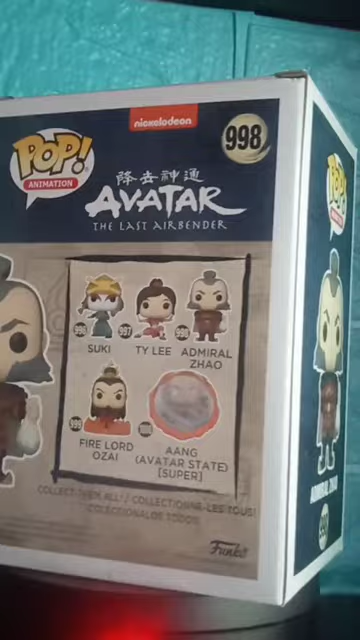 nickelodeon
998
POP!
ANIMATION
降世神通
AVATAR
THE LAST AIRBENDER
996
997
998
SUKI
TY LEE
ADMIRAL
ZHAO
999
1000
FIRE LORD
OZAI
AANG
(AVATAR STATE)
[SUPER]
COLLECT THEM ALL! / COLLECTIONNE-LES TOUS!
¡COLECCIÓNALOS TODOS!
Funko